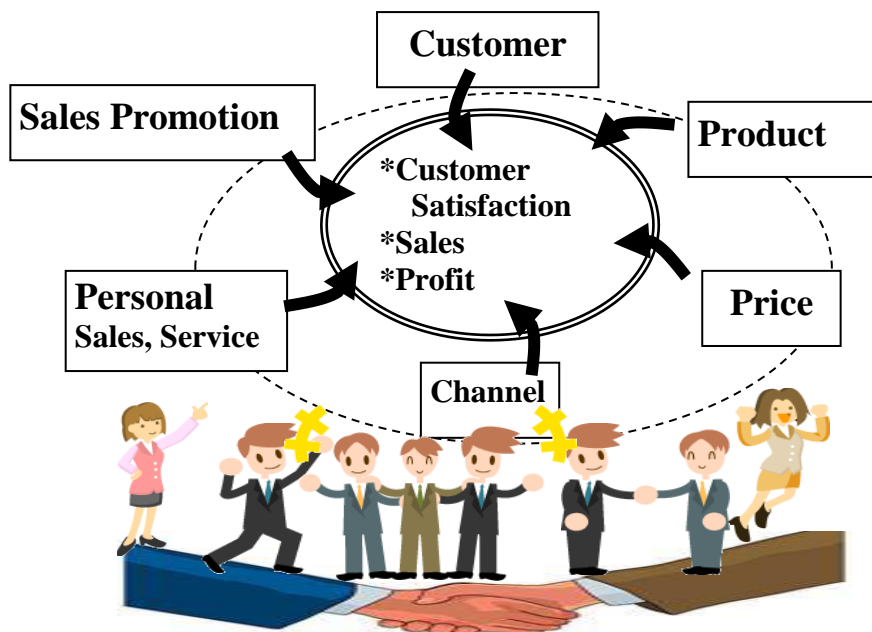 Customer
Sales Promotion
Product
*Customer
Satisfaction
*Sales
*Profit
Personal
Sales, Service
Price
Channel
¥
¥